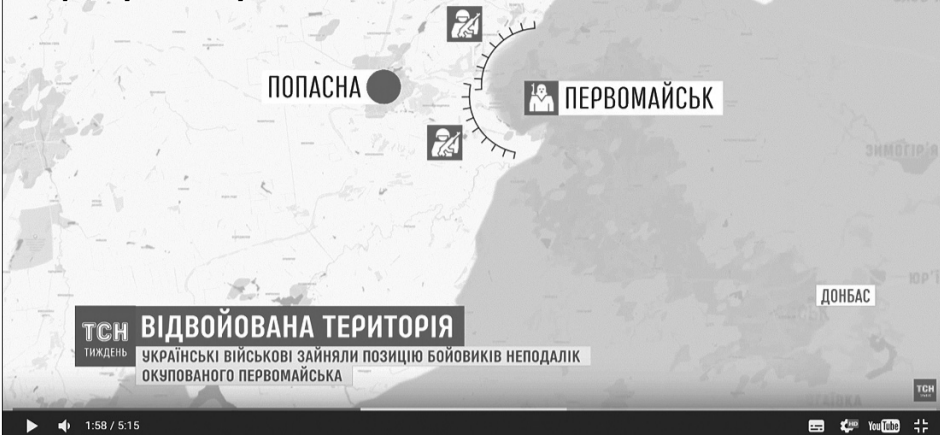 ПОПАСНА
ПЕРВОМАЙСЬК
ЗИМОГІР'Я
ДОНБАС
ТСН
ТИЖДЕНЬ
ВІДВОЙОВАНА ТЕРИТОРІЯ
УКРАЇНСЬКІ ВІЙСЬКОВІ ЗАЙНЯЛИ ПОЗИЦІЮ БОЙОВИКІВ НЕПОДАЛІК
ОКУПОВАНОГО ПЕРВОМАЙСЬКА
ТСН
1:58 / 5:15
HD
YouTube